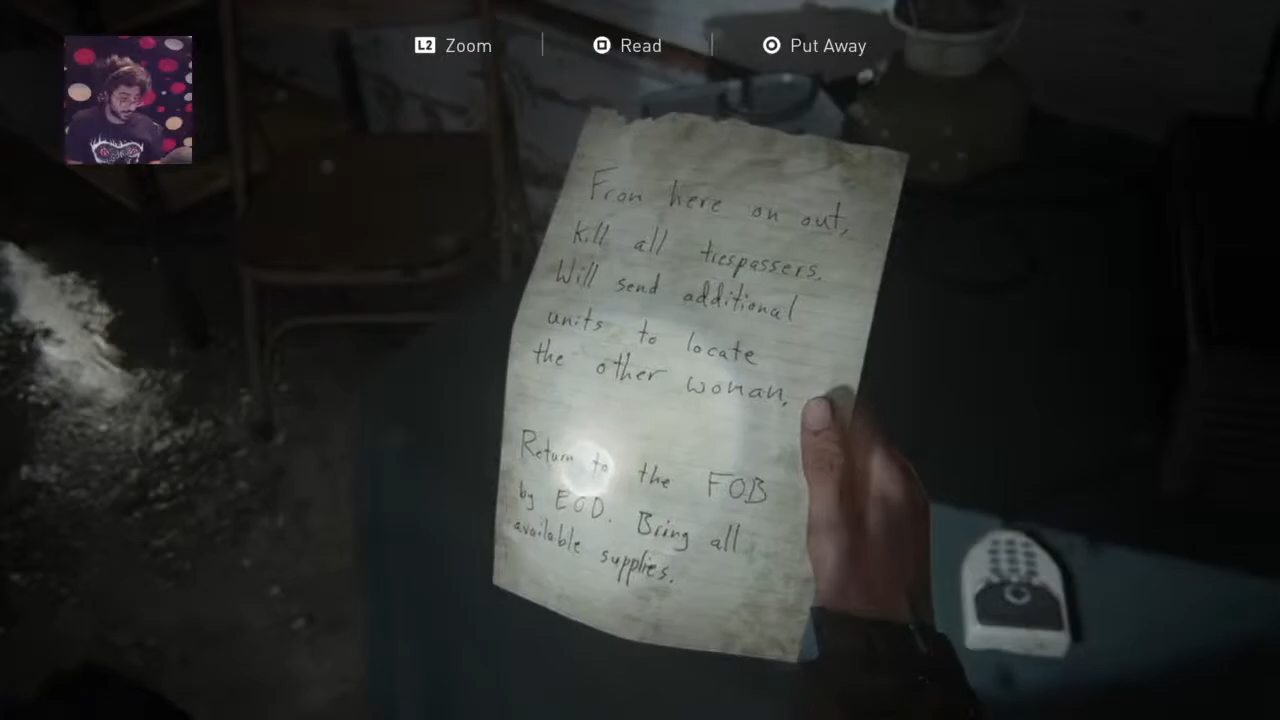 L2 Zoom
Read
Put Away
From here on out,
kill all trespassers.
Will send additional
units to locate
the other woman.
Return to the FOB
by EOD. Bring all
available supplies.